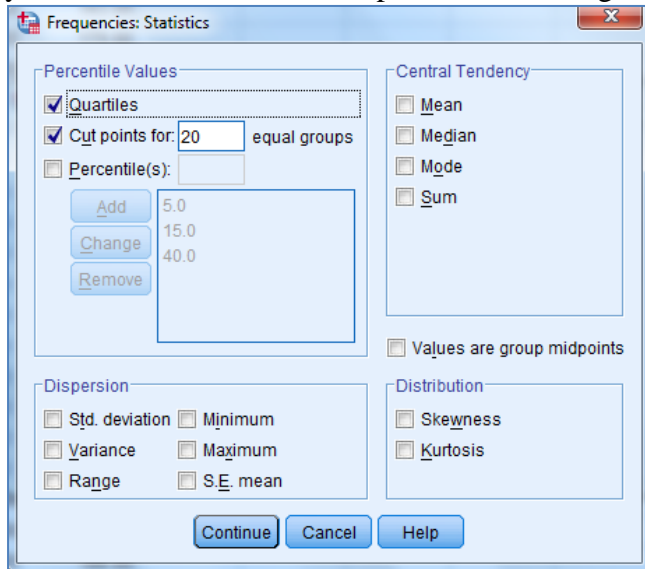 Frequencies: Statistics
Percentile Values
Quartiles
Cut points for: 20 equal groups
Percentile(s):
Add
Change
Remove
5.0
15.0
40.0
Central Tendency
Mean
Median
Mode
Sum
Values are group midpoints
Dispersion
Std. deviation Minimum
Variance Maximum
Range S.E. mean
Distribution
Skewness
Kurtosis
Continue Cancel Help